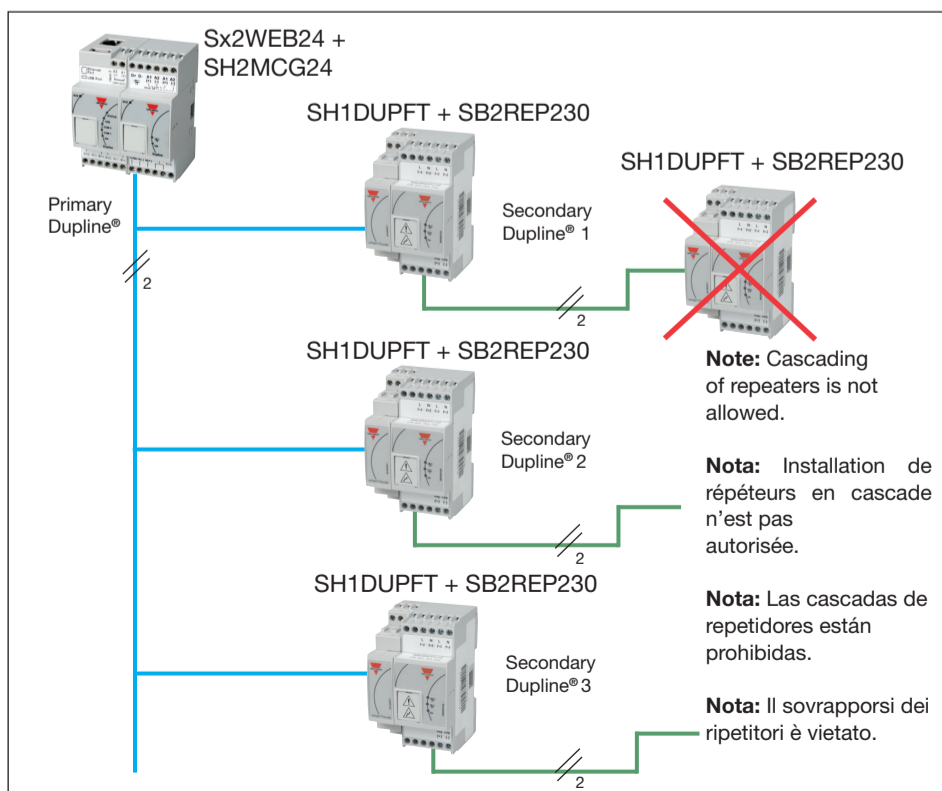 Sx2WEB24 +
SH2MCG24
SH1DUPFT + SB2REP230
SH1DUPFT + SB2REP230
Primary
Dupline®
Secondary
Dupline® 1
2
2
SH1DUPFT + SB2REP230
Note: Cascading
of repeaters is not
allowed.
Secondary
Dupline® 2
Nota: Installation de
répéteurs en cascade
n'est pas
autorisée.
2
SH1DUPFT + SB2REP230
Nota: Las cascadas de
repetidores están
prohibidas.
Secondary
Dupline® 3
Nota: Il sovrapporsi dei
ripetitori è vietato.
2